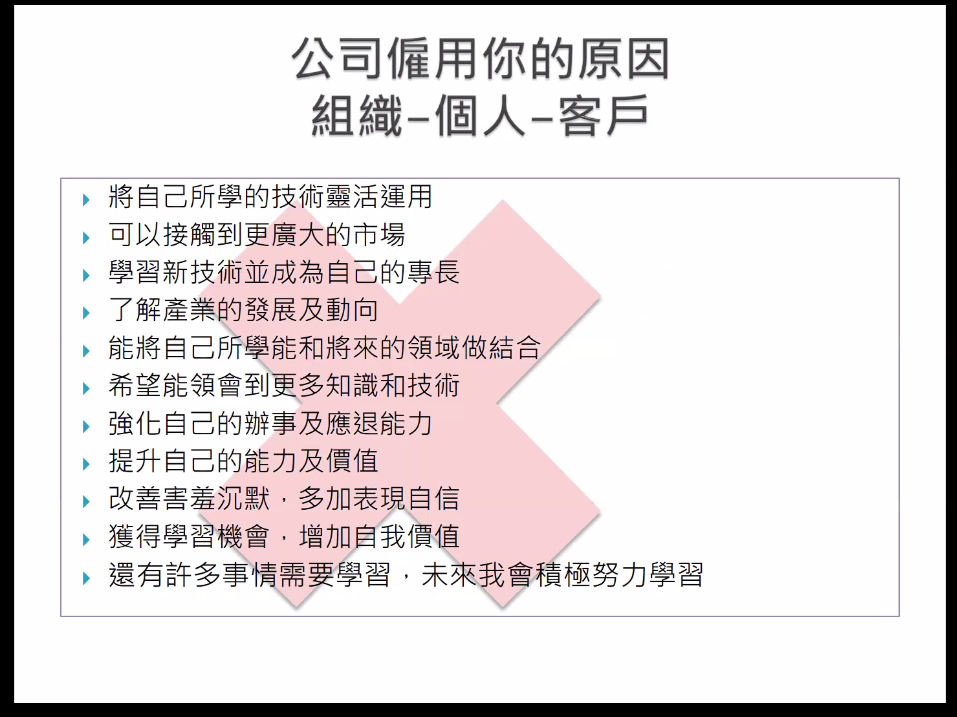 公司僱用你的原因
組織–個人–客戶
將自己所學的技術靈活運用
可以接觸到更廣大的市場
學習新技術並成為自己的專長
了解產業的發展及動向
能將自己所學能和將來的領域做結合
希望能領會到更多知識和技術
強化自己的辦事及應退能力
提升自己的能力及價值
改善害羞沉默，多加表現自信
獲得學習機會，增加自我價值
還有許多事情需要學習，未來我會積極努力學習